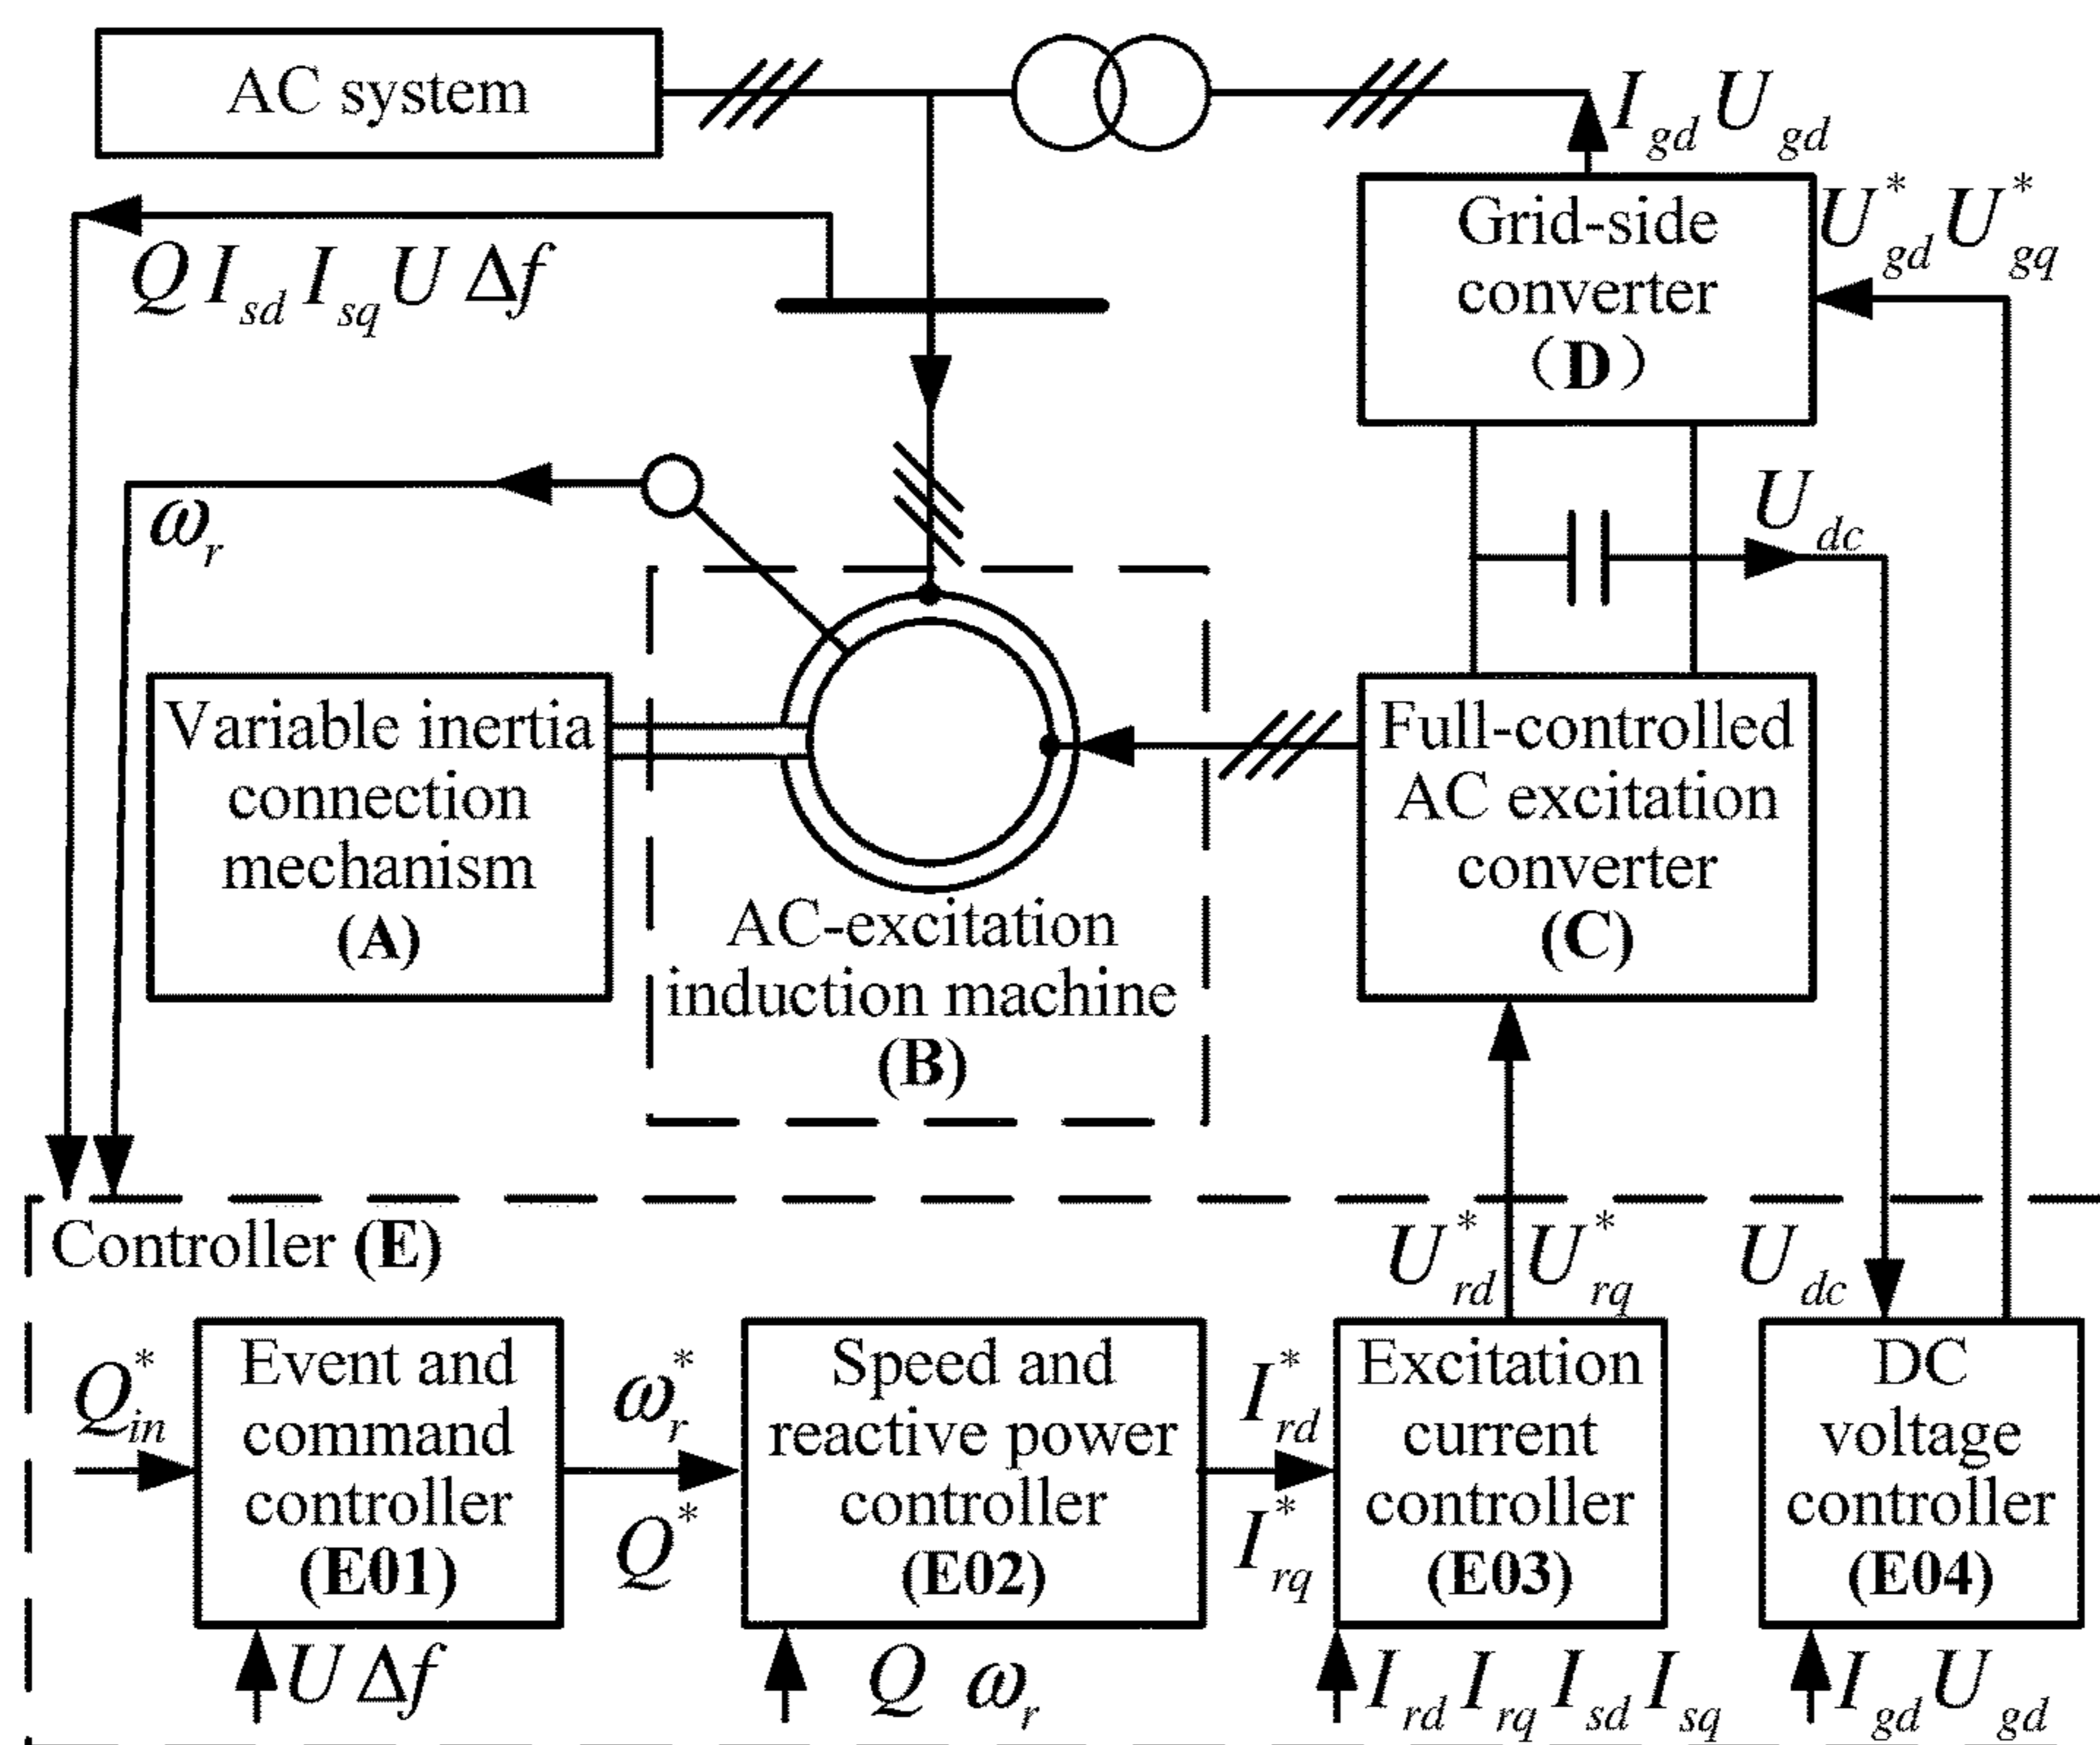 AC system
I_gd U_gd
Grid-side
converter
（D）
U*_gd U*_gq
Q I_sd I_sq U Δf
ω_r
U_dc
Variable inertia
connection
mechanism
(A)
AC-excitation
induction machine
(B)
Full-controlled
AC excitation
converter
(C)
Controller (E)
U*_rd U*_rq
U_dc
Q*_in
Event and
command
controller
(E01)
U Δf
ω*_r
Q*
Speed and
reactive power
controller
(E02)
Q ω_r
I*_rd
I*_rq
Excitation
current
controller
(E03)
I_rd I_rq I_sd I_sq
DC
voltage
controller
(E04)
I_gd U_gd